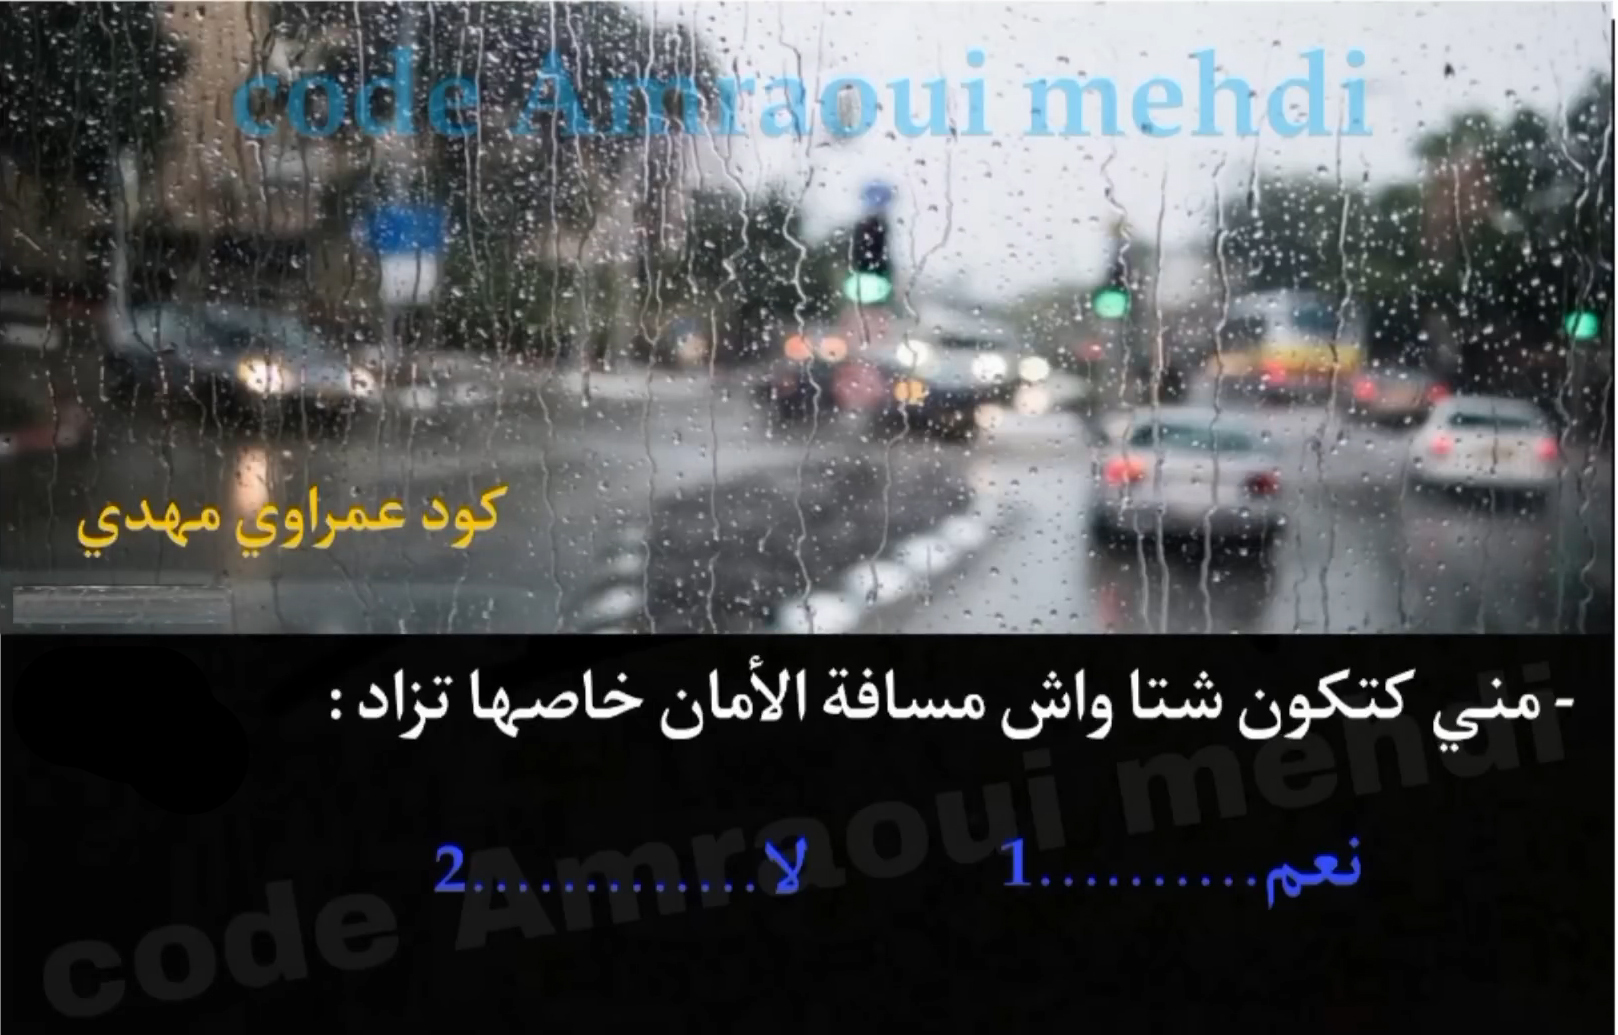 code Amraoui mehdi
كود عمراوي مهدي
- مني كتكون شتا واش مسافة الأمان خاصها تزاد :
نعم..........1 لا.............2
code Amraoui mehdi